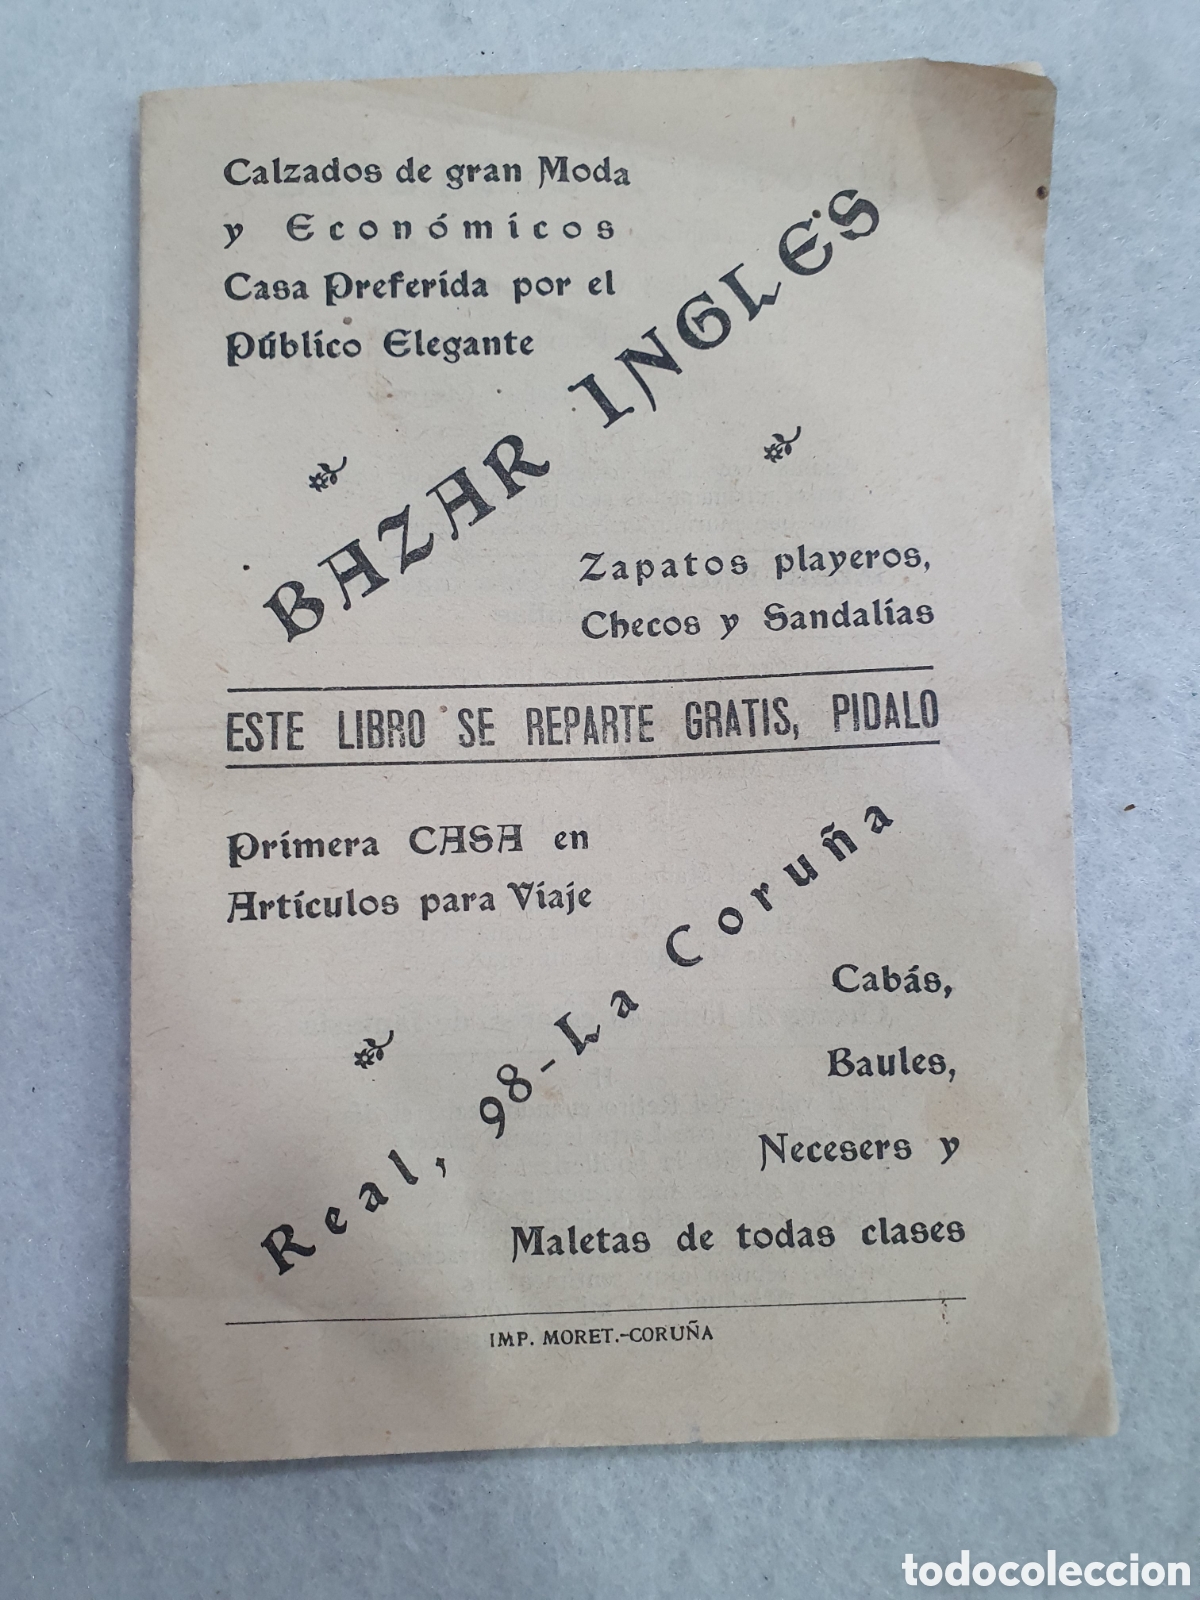 Calzados de gran Moda
y Económicos
Casa Preferida por el
Público Elegante
BAZAR INGLÉS
Zapatos playeros,
Checos y Sandalias
ESTE LIBRO SE REPARTE GRATIS, PIDALO
Primera CASA en
Artículos para Viaje
Real, 98-La Coruña
Cabás,
Baules,
Necesers y
Maletas de todas clases
IMP. MORET.-CORUÑA
todocoleccion